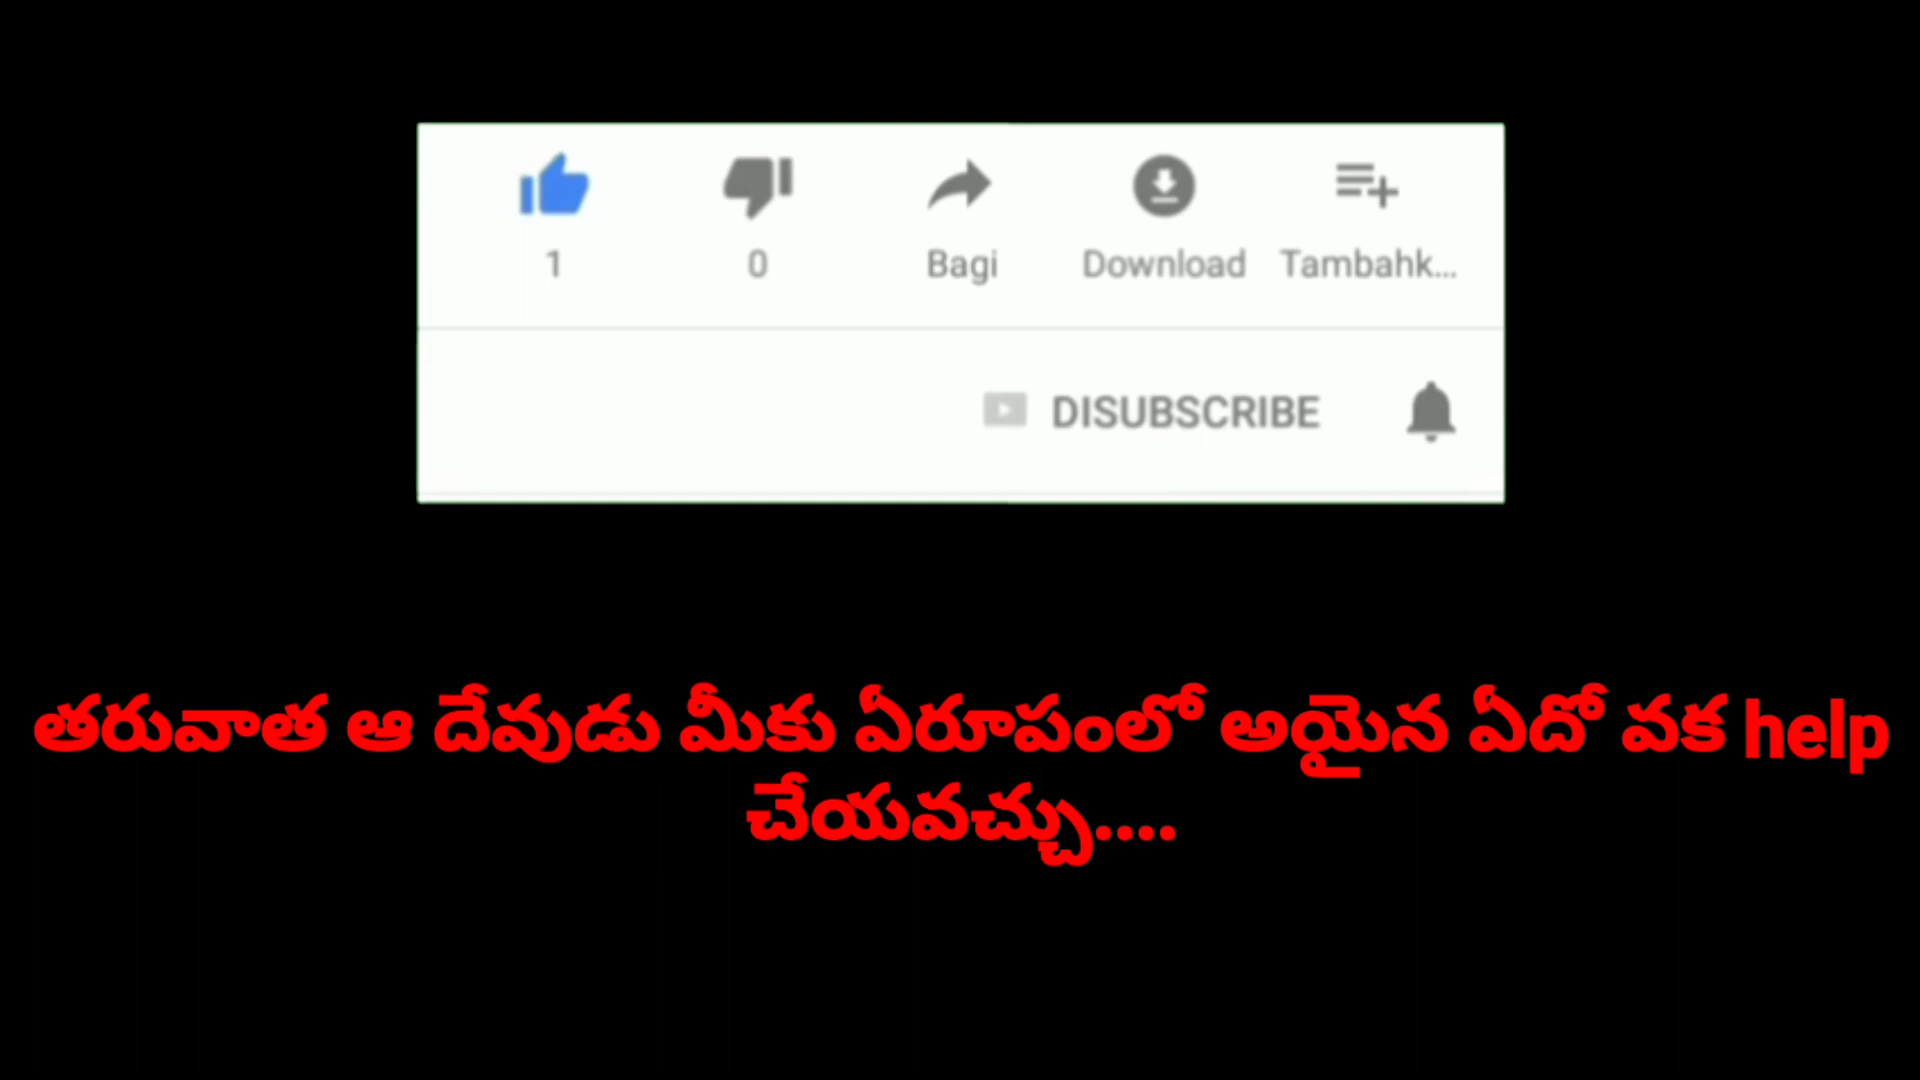 1 0 Bagi Download Tambahk...
DISUBSCRIBE
తరువాత ఆ దేవుడు మీకు ఏరూపంలో అయైన ఏదో వక help
చేయవచ్చు....